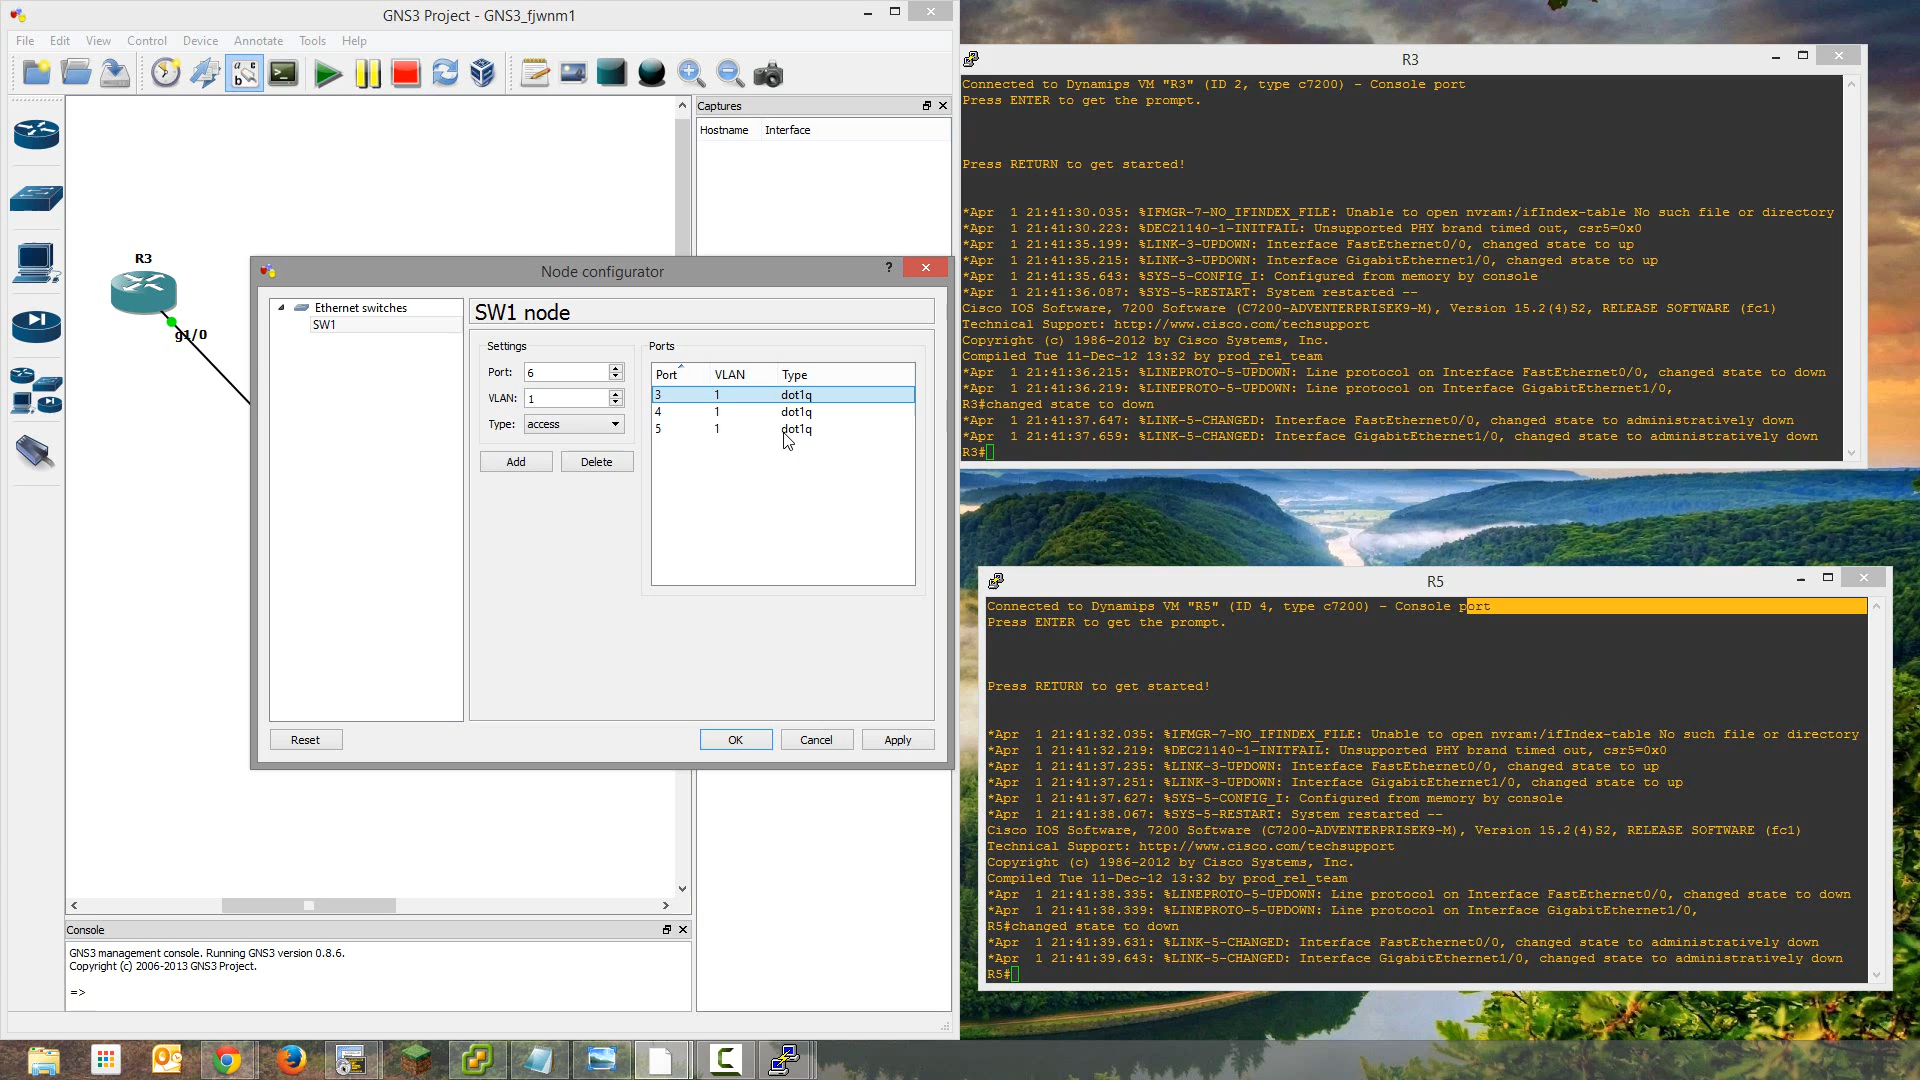 GNS3 Project - GNS3_fjwnm1
File Edit View Control Device Annotate Tools Help
R3
g1/0
Captures
Hostname Interface
Node configurator
?
Ethernet switches
SW1
SW1 node
Settings
Port: 6
VLAN: 1
Type: access
Add Delete
Ports
Port VLAN Type
3 1 dot1q
4 1 dot1q
5 1 dot1q
Reset OK Cancel Apply
Console
GNS3 management console. Running GNS3 version 0.8.6.
Copyright (c) 2006-2013 GNS3 Project.
=>
R3
Connected to Dynamips VM "R3" (ID 2, type c7200) - Console port
Press ENTER to get the prompt.
Press RETURN to get started!
*Apr  1 21:41:30.035: %IFMGR-7-NO_IFINDEX_FILE: Unable to open nvram:/ifIndex-table No such file or directory
*Apr  1 21:41:30.223: %DEC21140-1-INITFAIL: Unsupported PHY brand timed out, csr5=0x0
*Apr  1 21:41:35.199: %LINK-3-UPDOWN: Interface FastEthernet0/0, changed state to up
*Apr  1 21:41:35.215: %LINK-3-UPDOWN: Interface GigabitEthernet1/0, changed state to up
*Apr  1 21:41:35.643: %SYS-5-CONFIG_I: Configured from memory by console
*Apr  1 21:41:36.087: %SYS-5-RESTART: System restarted --
Cisco IOS Software, 7200 Software (C7200-ADVENTERPRISEK9-M), Version 15.2(4)S2, RELEASE SOFTWARE (fc1)
Technical Support: http://www.cisco.com/techsupport
Copyright (c) 1986-2012 by Cisco Systems, Inc.
Compiled Tue 11-Dec-12 13:32 by prod_rel_team
*Apr  1 21:41:36.215: %LINEPROTO-5-UPDOWN: Line protocol on Interface FastEthernet0/0, changed state to down
*Apr  1 21:41:36.219: %LINEPROTO-5-UPDOWN: Line protocol on Interface GigabitEthernet1/0,
R3#changed state to down
*Apr  1 21:41:37.647: %LINK-5-CHANGED: Interface FastEthernet0/0, changed state to administratively down
*Apr  1 21:41:37.659: %LINK-5-CHANGED: Interface GigabitEthernet1/0, changed state to administratively down
R3#
R5
Connected to Dynamips VM "R5" (ID 4, type c7200) - Console port
Press ENTER to get the prompt.
Press RETURN to get started!
*Apr  1 21:41:32.035: %IFMGR-7-NO_IFINDEX_FILE: Unable to open nvram:/ifIndex-table No such file or directory
*Apr  1 21:41:32.219: %DEC21140-1-INITFAIL: Unsupported PHY brand timed out, csr5=0x0
*Apr  1 21:41:37.235: %LINK-3-UPDOWN: Interface FastEthernet0/0, changed state to up
*Apr  1 21:41:37.251: %LINK-3-UPDOWN: Interface GigabitEthernet1/0, changed state to up
*Apr  1 21:41:37.627: %SYS-5-CONFIG_I: Configured from memory by console
*Apr  1 21:41:38.067: %SYS-5-RESTART: System restarted --
Cisco IOS Software, 7200 Software (C7200-ADVENTERPRISEK9-M), Version 15.2(4)S2, RELEASE SOFTWARE (fc1)
Technical Support: http://www.cisco.com/techsupport
Copyright (c) 1986-2012 by Cisco Systems, Inc.
Compiled Tue 11-Dec-12 13:32 by prod_rel_team
*Apr  1 21:41:38.335: %LINEPROTO-5-UPDOWN: Line protocol on Interface FastEthernet0/0, changed state to down
*Apr  1 21:41:38.339: %LINEPROTO-5-UPDOWN: Line protocol on Interface GigabitEthernet1/0,
R5#changed state to down
*Apr  1 21:41:39.631: %LINK-5-CHANGED: Interface FastEthernet0/0, changed state to administratively down
*Apr  1 21:41:39.643: %LINK-5-CHANGED: Interface GigabitEthernet1/0, changed state to administratively down
R5#